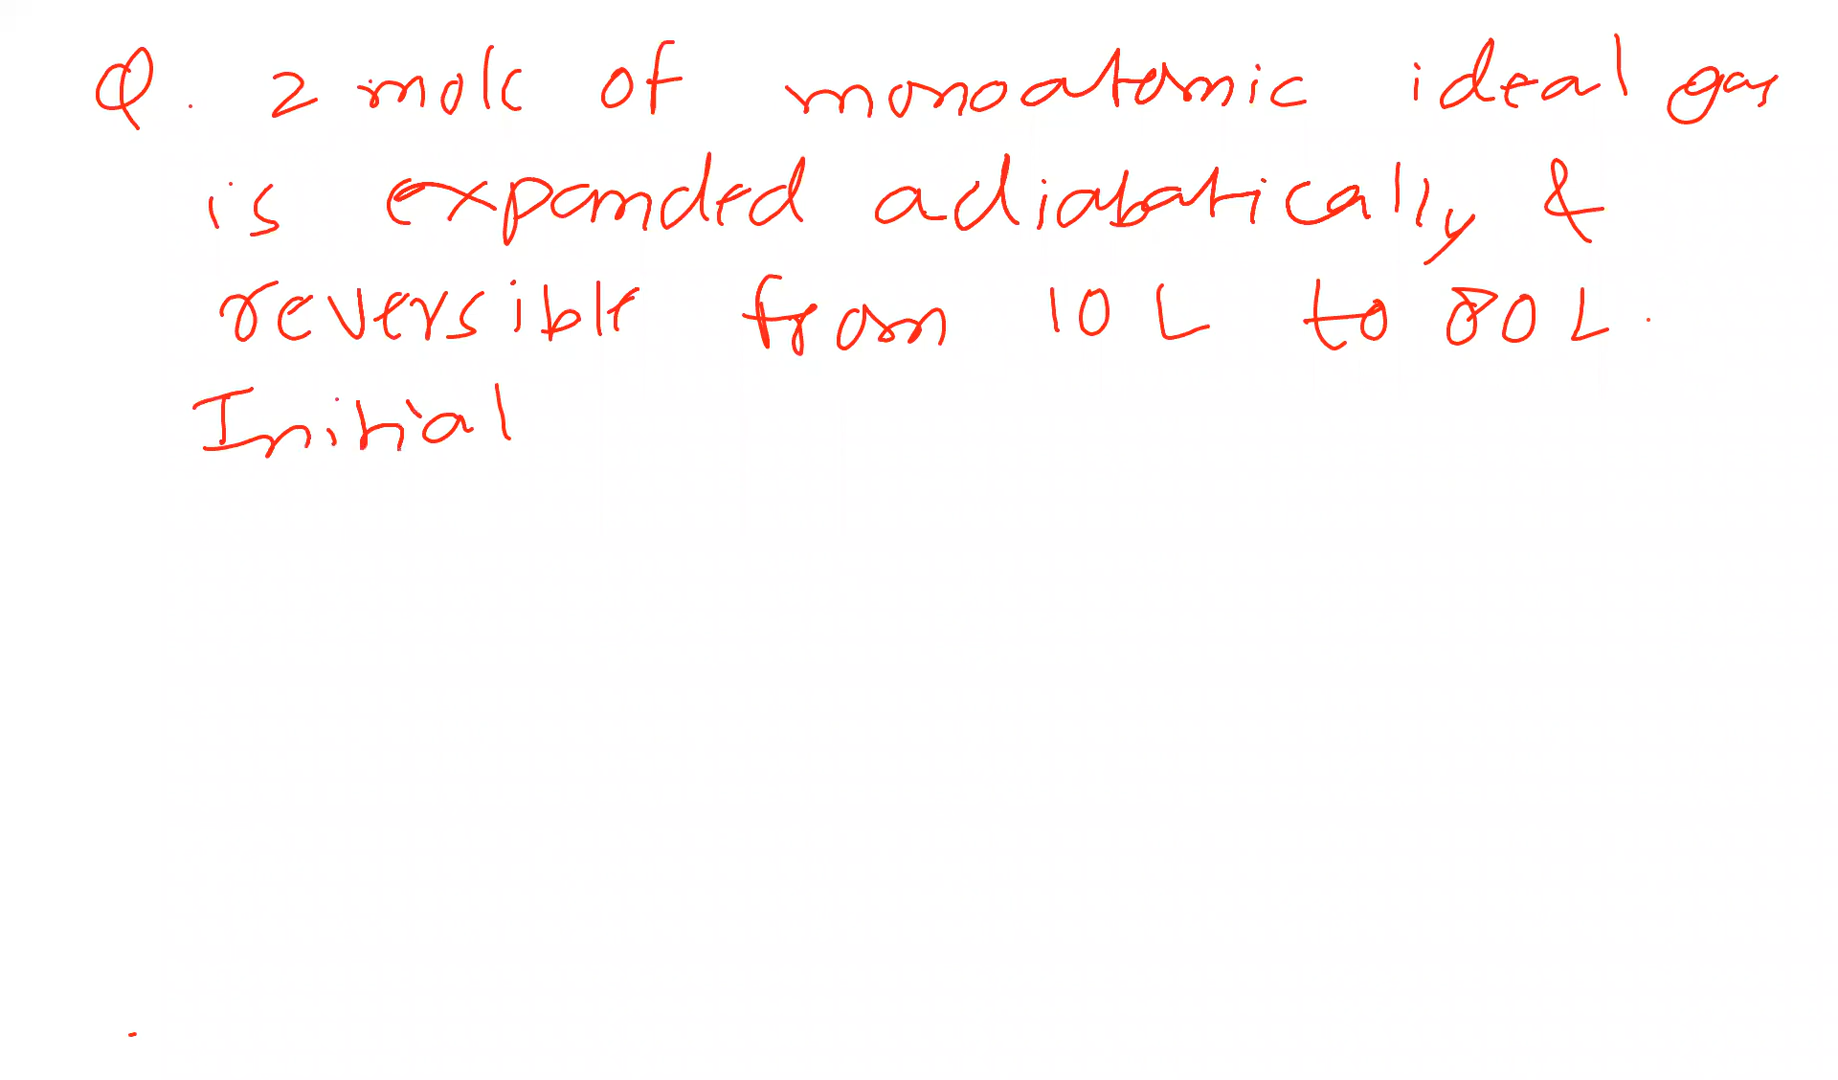 Q. 2 mole of monoatomic ideal gas
is expanded adiabatically &
reversible from 10 L to 80 L.
Initial